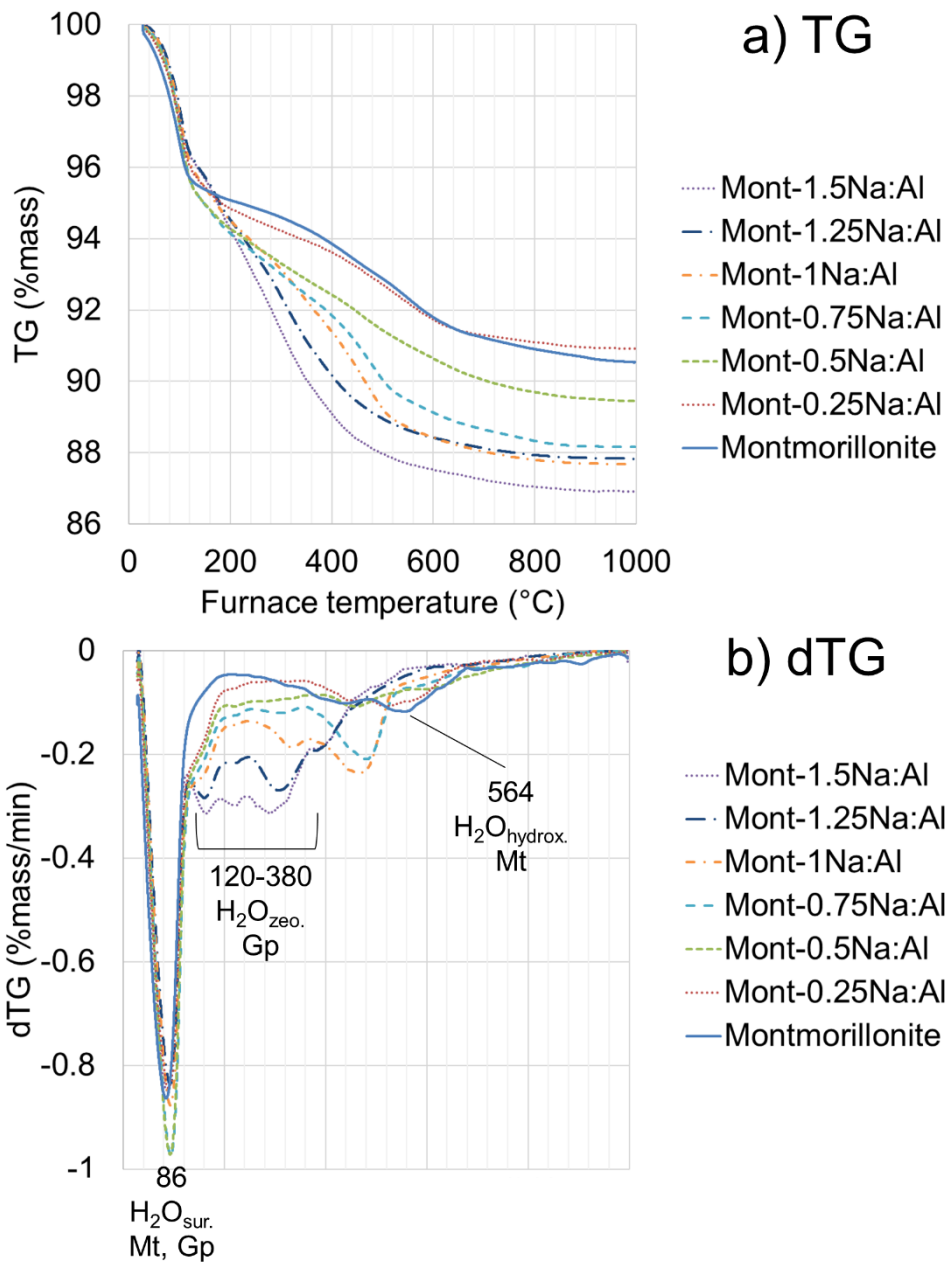 a) TG
100
98
96
94
92
90
88
86
TG (%mass)
0 200 400 600 800 1000
Furnace temperature (°C)
Mont-1.5Na:Al
Mont-1.25Na:Al
Mont-1Na:Al
Mont-0.75Na:Al
Mont-0.5Na:Al
Mont-0.25Na:Al
Montmorillonite
b) dTG
0
-0.2
-0.4
-0.6
-0.8
-1
dTG (%mass/min)
120-380
H2Ozeo.
Gp
564
H2Ohydrox.
Mt
86
H2Osur.
Mt, Gp
Mont-1.5Na:Al
Mont-1.25Na:Al
Mont-1Na:Al
Mont-0.75Na:Al
Mont-0.5Na:Al
Mont-0.25Na:Al
Montmorillonite